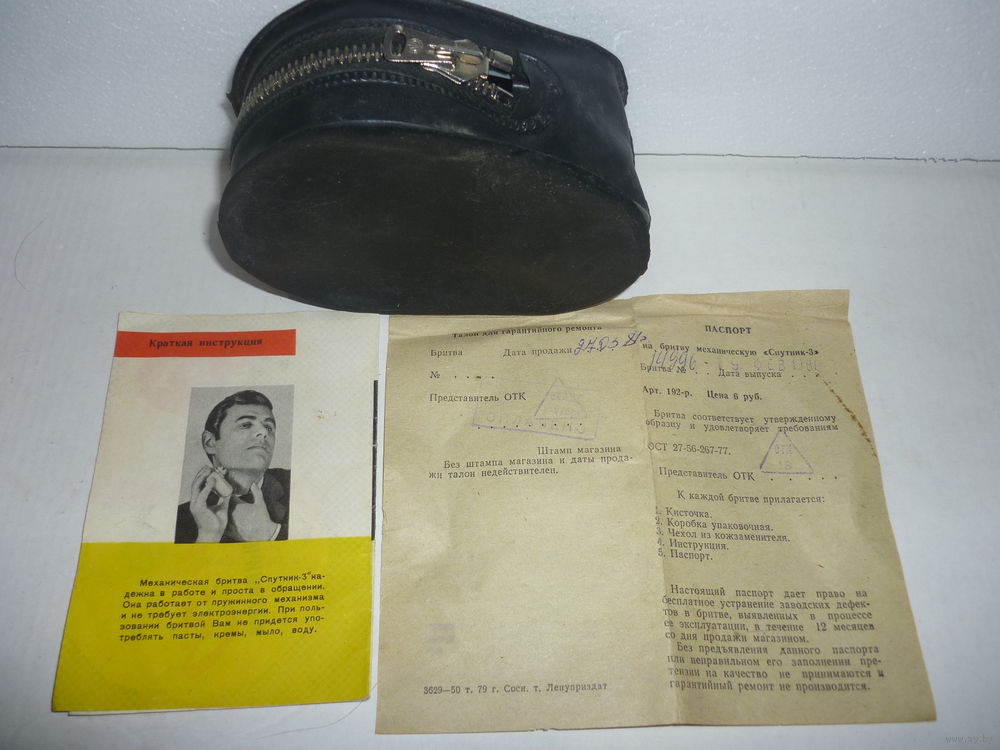 Краткая инструкция
Механическая бритва „Спутник-3" на-
дежна в работе и проста в обращении.
Она работает от пружинного механизма
и не требует электроэнергии. При поль-
зовании бритвой Вам не придется упо-
треблять пасты, кремы, мыло, воду.
Талон для гарантийного ремонта
Бритва Дата продажи
№ . . . .
Представитель ОТК
Штамп магазина
Без штампа магазина и даты прода-
жи талон недействителен.
3629—50 т. 79 г. Сосн. т. Ленуприздат
ПАСПОРТ
на бритву механическую «Спутник-3»
Бритва № . . Дата выпуска . . .
Арт. 192-р. Цена 6 руб.
Бритва соответствует утвержденному
образцу и удовлетворяет требованиям
ОСТ 27-56-267-77.
Представитель ОТК . . . .
К каждой бритве прилагается:
1. Кисточка.
2. Коробка упаковочная.
3. Чехол из кожзаменителя.
4. Инструкция.
5. Паспорт.
Настоящий паспорт дает право на
бесплатное устранение заводских дефек-
тов в бритве, выявленных в процессе
ее эксплуатации, в течение 12 месяцев
со дня продажи магазином.
Без предъявления данного паспорта
или неправильном его заполнении пре-
тензии на качество не принимаются и
гарантийный ремонт не производится.